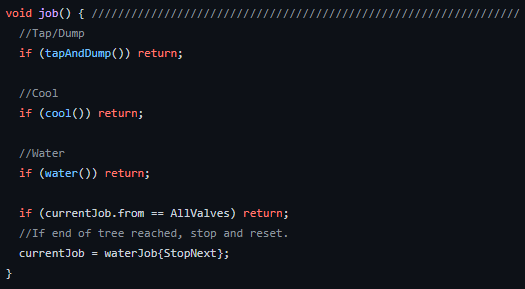 void job() { /////////////////////////////////////////////////////////////////
  //Tap/Dump
  if (tapAndDump()) return;

  //Cool
  if (cool()) return;

  //Water
  if (water()) return;

  if (currentJob.from == AllValves) return;
  //If end of tree reached, stop and reset.
  currentJob = waterJob{StopNext};
}